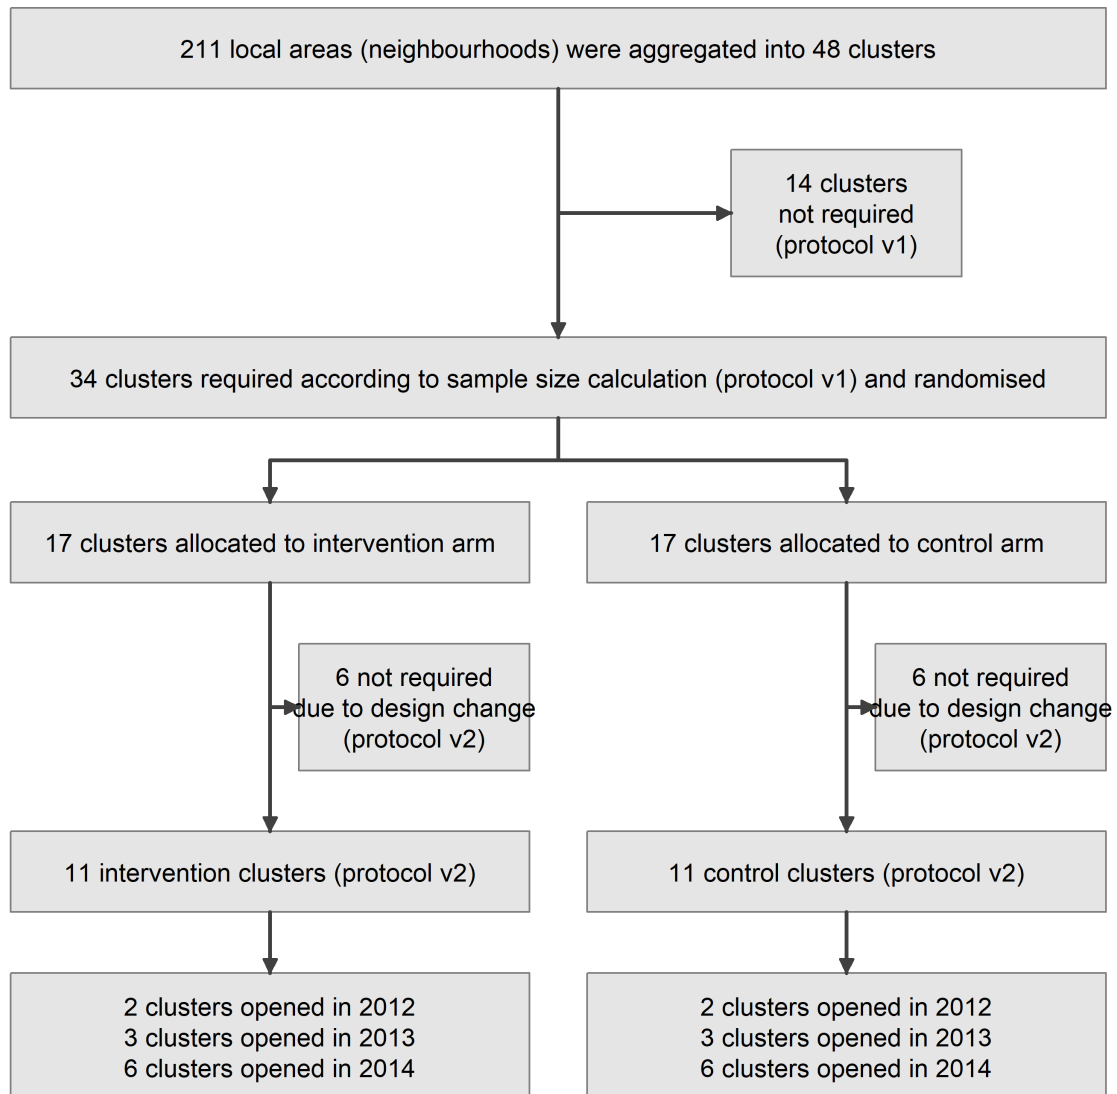 211 local areas (neighbourhoods) were aggregated into 48 clusters
14 clusters
not required
(protocol v1)
34 clusters required according to sample size calculation (protocol v1) and randomised
17 clusters allocated to intervention arm
17 clusters allocated to control arm
6 not required
due to design change
(protocol v2)
6 not required
due to design change
(protocol v2)
11 intervention clusters (protocol v2)
11 control clusters (protocol v2)
2 clusters opened in 2012
3 clusters opened in 2013
6 clusters opened in 2014
2 clusters opened in 2012
3 clusters opened in 2013
6 clusters opened in 2014